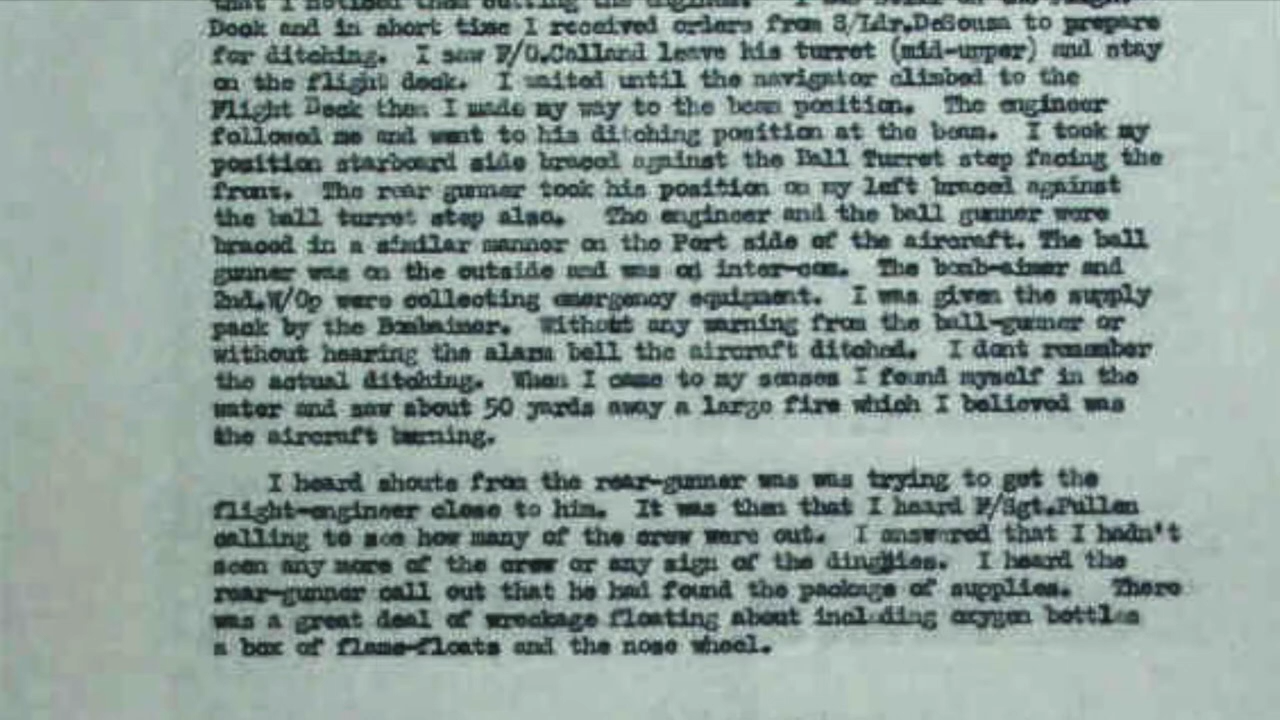 that I noticed then cutting the engines. I was
Deck and in short time I received orders from S/Ldr.DeSousa to prepare
for ditching. I saw F/O.Colland leave his turret (mid-upper) and stay
on the flight deck. I waited until the navigator climbed to the
Flight Deck then I made my way to the beam position. The engineer
followed me and went to his ditching position at the beam. I took my
position starboard side braced against the Ball Turret step facing the
front. The rear gunner took his position on my left braced against
the ball turret step also. The engineer and the ball gunner were
braced in a similar manner on the Port side of the aircraft. The ball
gunner was on the outside and was on inter-com. The bomb-aimer and
2nd.W/Op were collecting emergency equipment. I was given the supply
pack by the Bombaimer. Without any warning from the ball-gunner or
without hearing the alarm bell the aircraft ditched. I dont remember
the actual ditching. When I came to my senses I found myself in the
water and saw about 50 yards away a large fire which I believed was
the aircraft burning.
I heard shouts from the rear-gunner was was trying to get the
flight-engineer close to him. It was then that I heard F/Sgt.Pullen
calling to see how many of the crew were out. I answered that I hadn't
seen any more of the crew or any sign of the dinghies. I heard the
rear-gunner call out that he had found the package of supplies. There
was a great deal of wreckage floating about including oxygen bottles
a box of flame-floats and the nose wheel.